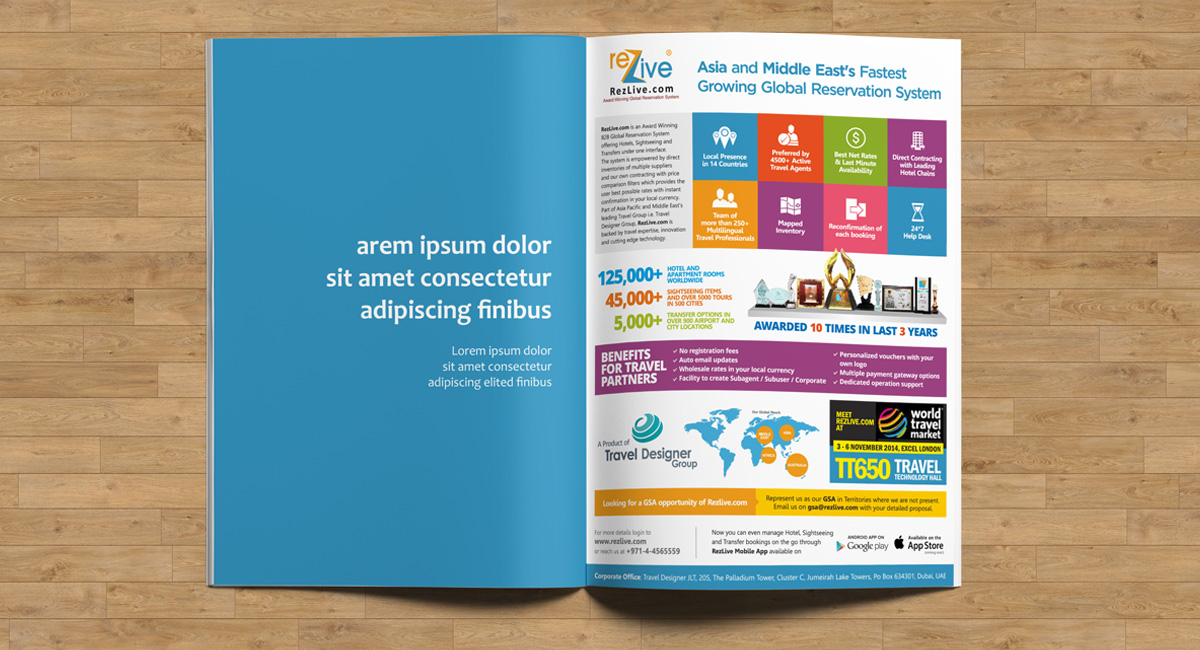 arem ipsum dolor
sit amet consectetur
adipiscing finibus
Lorem ipsum dolor
sit amet consectetur
adipiscing elited finibus
reZlive®
RezLive.com
Award Winning Global Reservation System
Asia and Middle East's Fastest
Growing Global Reservation System
RezLive.com is an Award Winning
B2B Global Reservation System
offering Hotels, Sightseeing and
Transfers under one interface.
The system is empowered by direct
inventories of multiple suppliers
and our own contracting with price
comparison filters which provides the
user best possible rates with instant
confirmation in your local currency.
Part of Asia Pacific and Middle East's
leading Travel Group i.e. Travel
Designer Group, RezLive.com is
backed by travel expertise, innovation
and cutting edge technology.
Local Presence
in 14 Countries
Preferred by
4500+ Active
Travel Agents
$
Best Net Rates
& Last Minute
Availability
Direct Contracting
with Leading
Hotel Chains
Team of
more than 250+
Multilingual
Travel Professionals
Mapped
Inventory
Reconfirmation of
each booking
24*7
Help Desk
125,000+
HOTEL AND
APARTMENT ROOMS
WORLDWIDE
45,000+
SIGHTSEEING ITEMS
AND OVER 5000 TOURS
IN 500 CITIES
5,000+
TRANSFER OPTIONS IN
OVER 900 AIRPORT AND
CITY LOCATIONS
AWARDED 10 TIMES IN LAST 3 YEARS
BENEFITS
FOR TRAVEL
PARTNERS
✓ No registration fees
✓ Auto email updates
✓ Wholesale rates in your local currency
✓ Facility to create Subagent / Subuser / Corporate
✓ Personalized vouchers with your
own logo
✓ Multiple payment gateway options
✓ Dedicated operation support
A Product of
Travel Designer
Group
Our Global Reach
MIDDLE
EAST
ASIA
AFRICA
AUSTRALIA
MEET
REZLIVE.COM
AT
world
travel
market
3 - 6 NOVEMBER 2014, EXCEL LONDON
TT650
TRAVEL
TECHNOLOGY HALL
Looking for a GSA opportunity of Rezlive.com
Represent us as our GSA in Territories where we are not present.
Email us on gsa@rezlive.com with your detailed proposal.
For more details login to
www.rezlive.com
or reach us at +971-4-4565559
Now you can even manage Hotel, Sightseeing
and Transfer bookings on the go through
RezLive Mobile App available on
ANDROID APP ON
Google play
Available on the
App Store
(coming soon)
Corporate Office: Travel Designer JLT, 205, The Palladium Tower, Cluster C, Jumeirah Lake Towers, Po Box 634301, Dubai, UAE